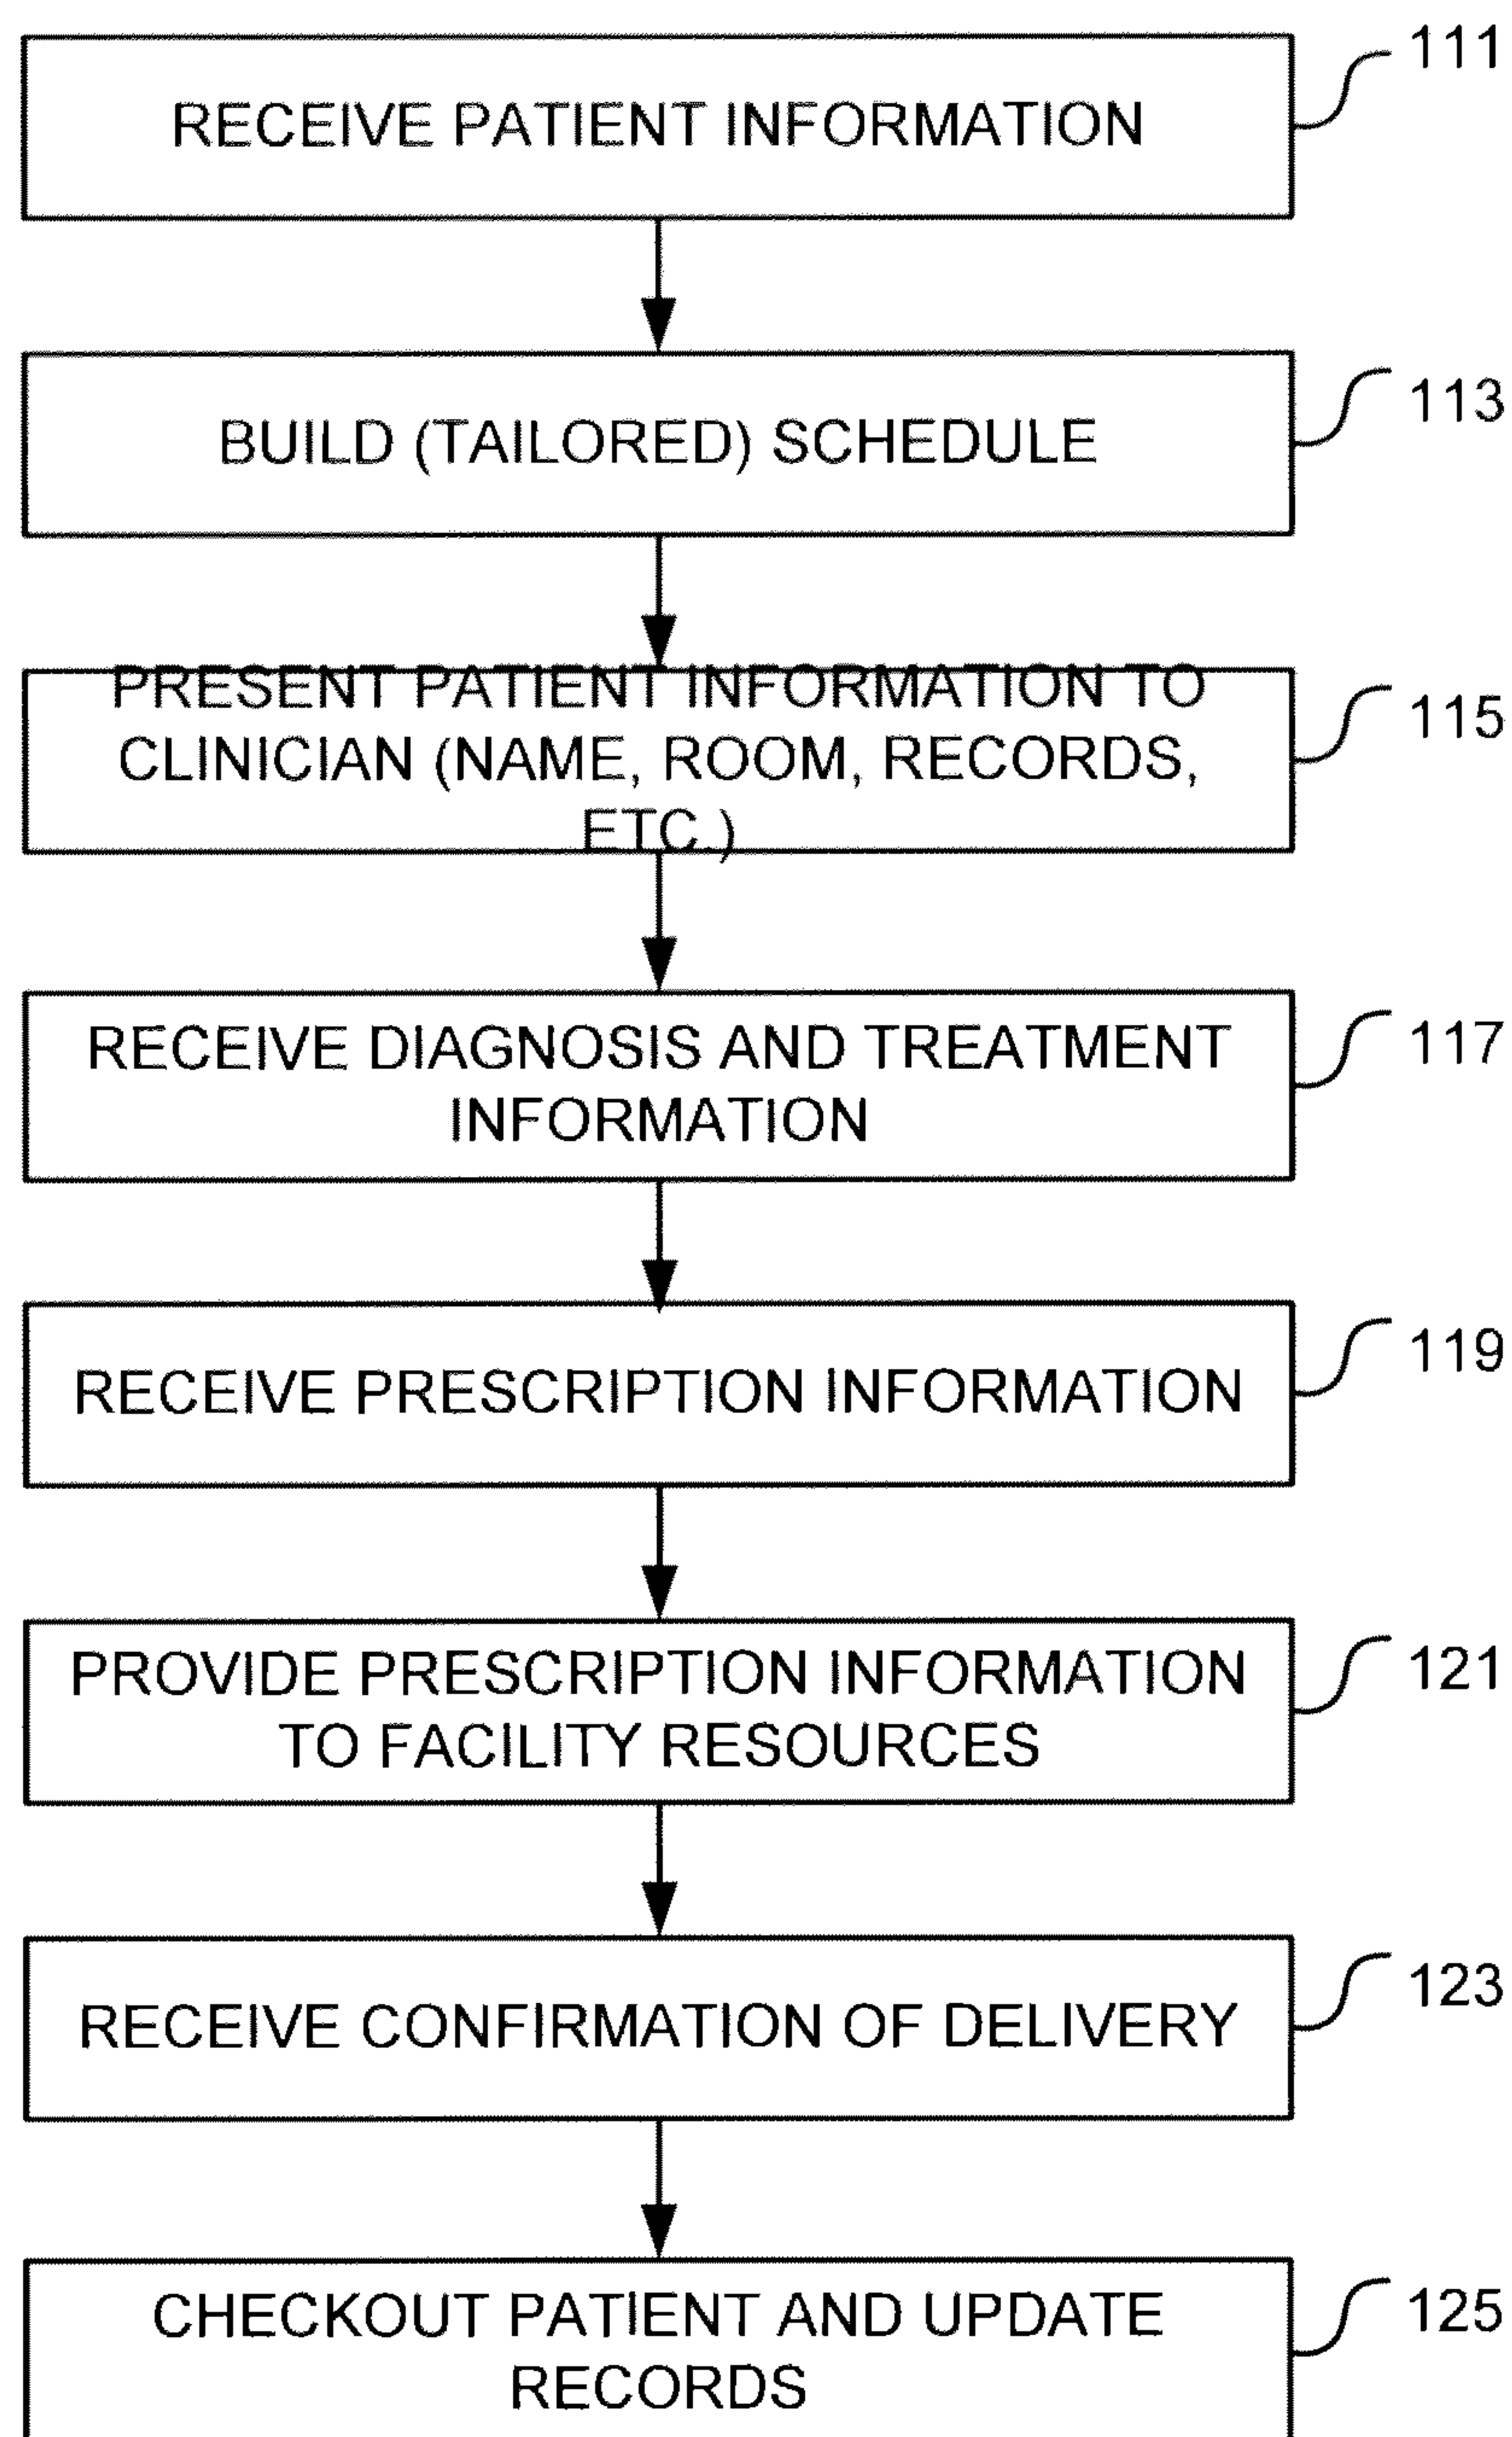 RECEIVE PATIENT INFORMATION
111
BUILD (TAILORED) SCHEDULE
113
PRESENT PATIENT INFORMATION TO
CLINICIAN (NAME, ROOM, RECORDS,
ETC.)
115
RECEIVE DIAGNOSIS AND TREATMENT
INFORMATION
117
RECEIVE PRESCRIPTION INFORMATION
119
PROVIDE PRESCRIPTION INFORMATION
TO FACILITY RESOURCES
121
RECEIVE CONFIRMATION OF DELIVERY
123
CHECKOUT PATIENT AND UPDATE
RECORDS
125